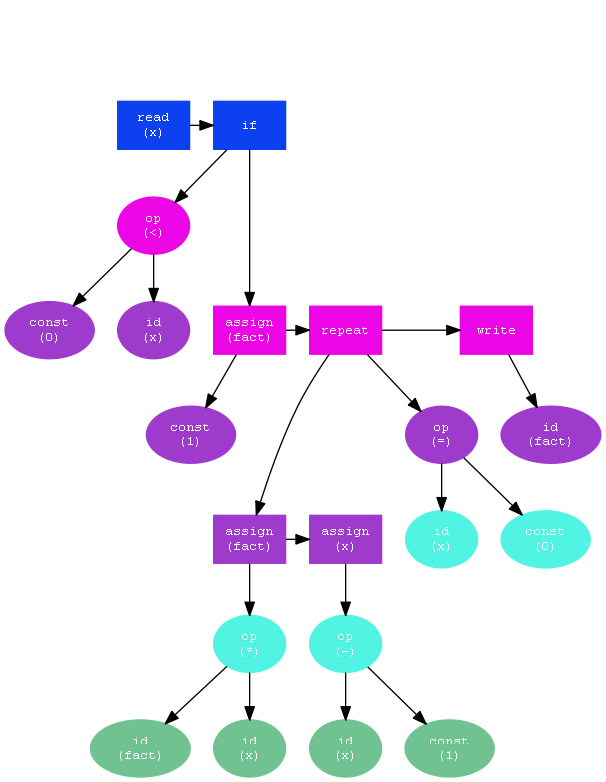 read
(x)
if
op
(<)
const
(0)
id
(x)
assign
(fact)
repeat
write
const
(1)
op
(=)
id
(fact)
assign
(fact)
assign
(x)
id
(x)
const
(0)
op
(*)
op
(-)
id
(fact)
id
(x)
id
(x)
const
(1)